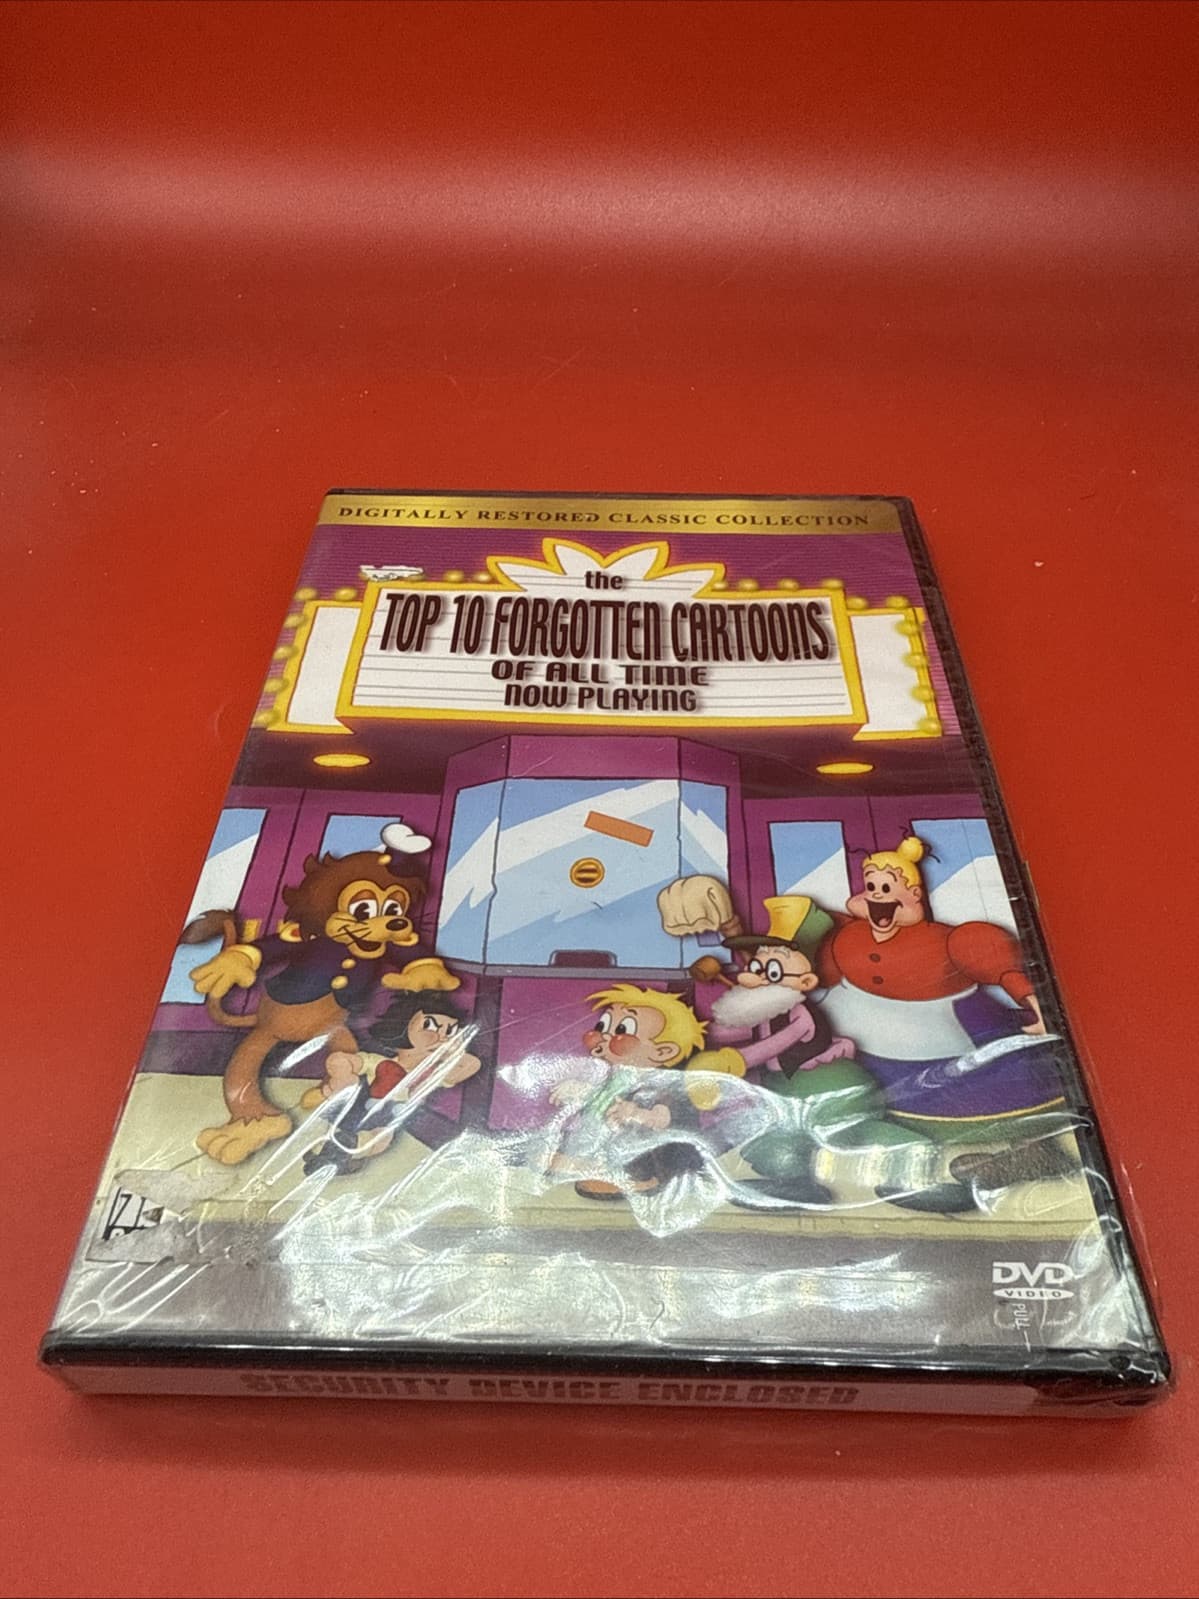 DIGITALLY RESTORED CLASSIC COLLECTION
the
TOP 10 FORGOTTEN CARTOONS
OF ALL TIME
NOW PLAYING
DVD
VIDEO
PULL
SECURITY DEVICE ENCLOSED